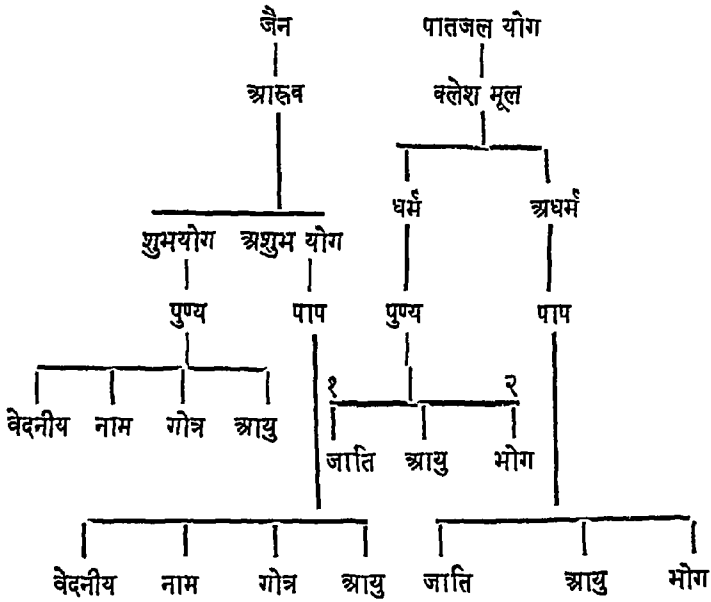 जैन पातजल योग
आस्रव क्लेश मूल
धर्म अधर्म
शुभयोग अशुभ योग
पुण्य पाप पुण्य पाप
१ २
वेदनीय नाम गोत्र आयु
जाति आयु भोग
वेदनीय नाम गोत्र आयु जाति आयु भोग